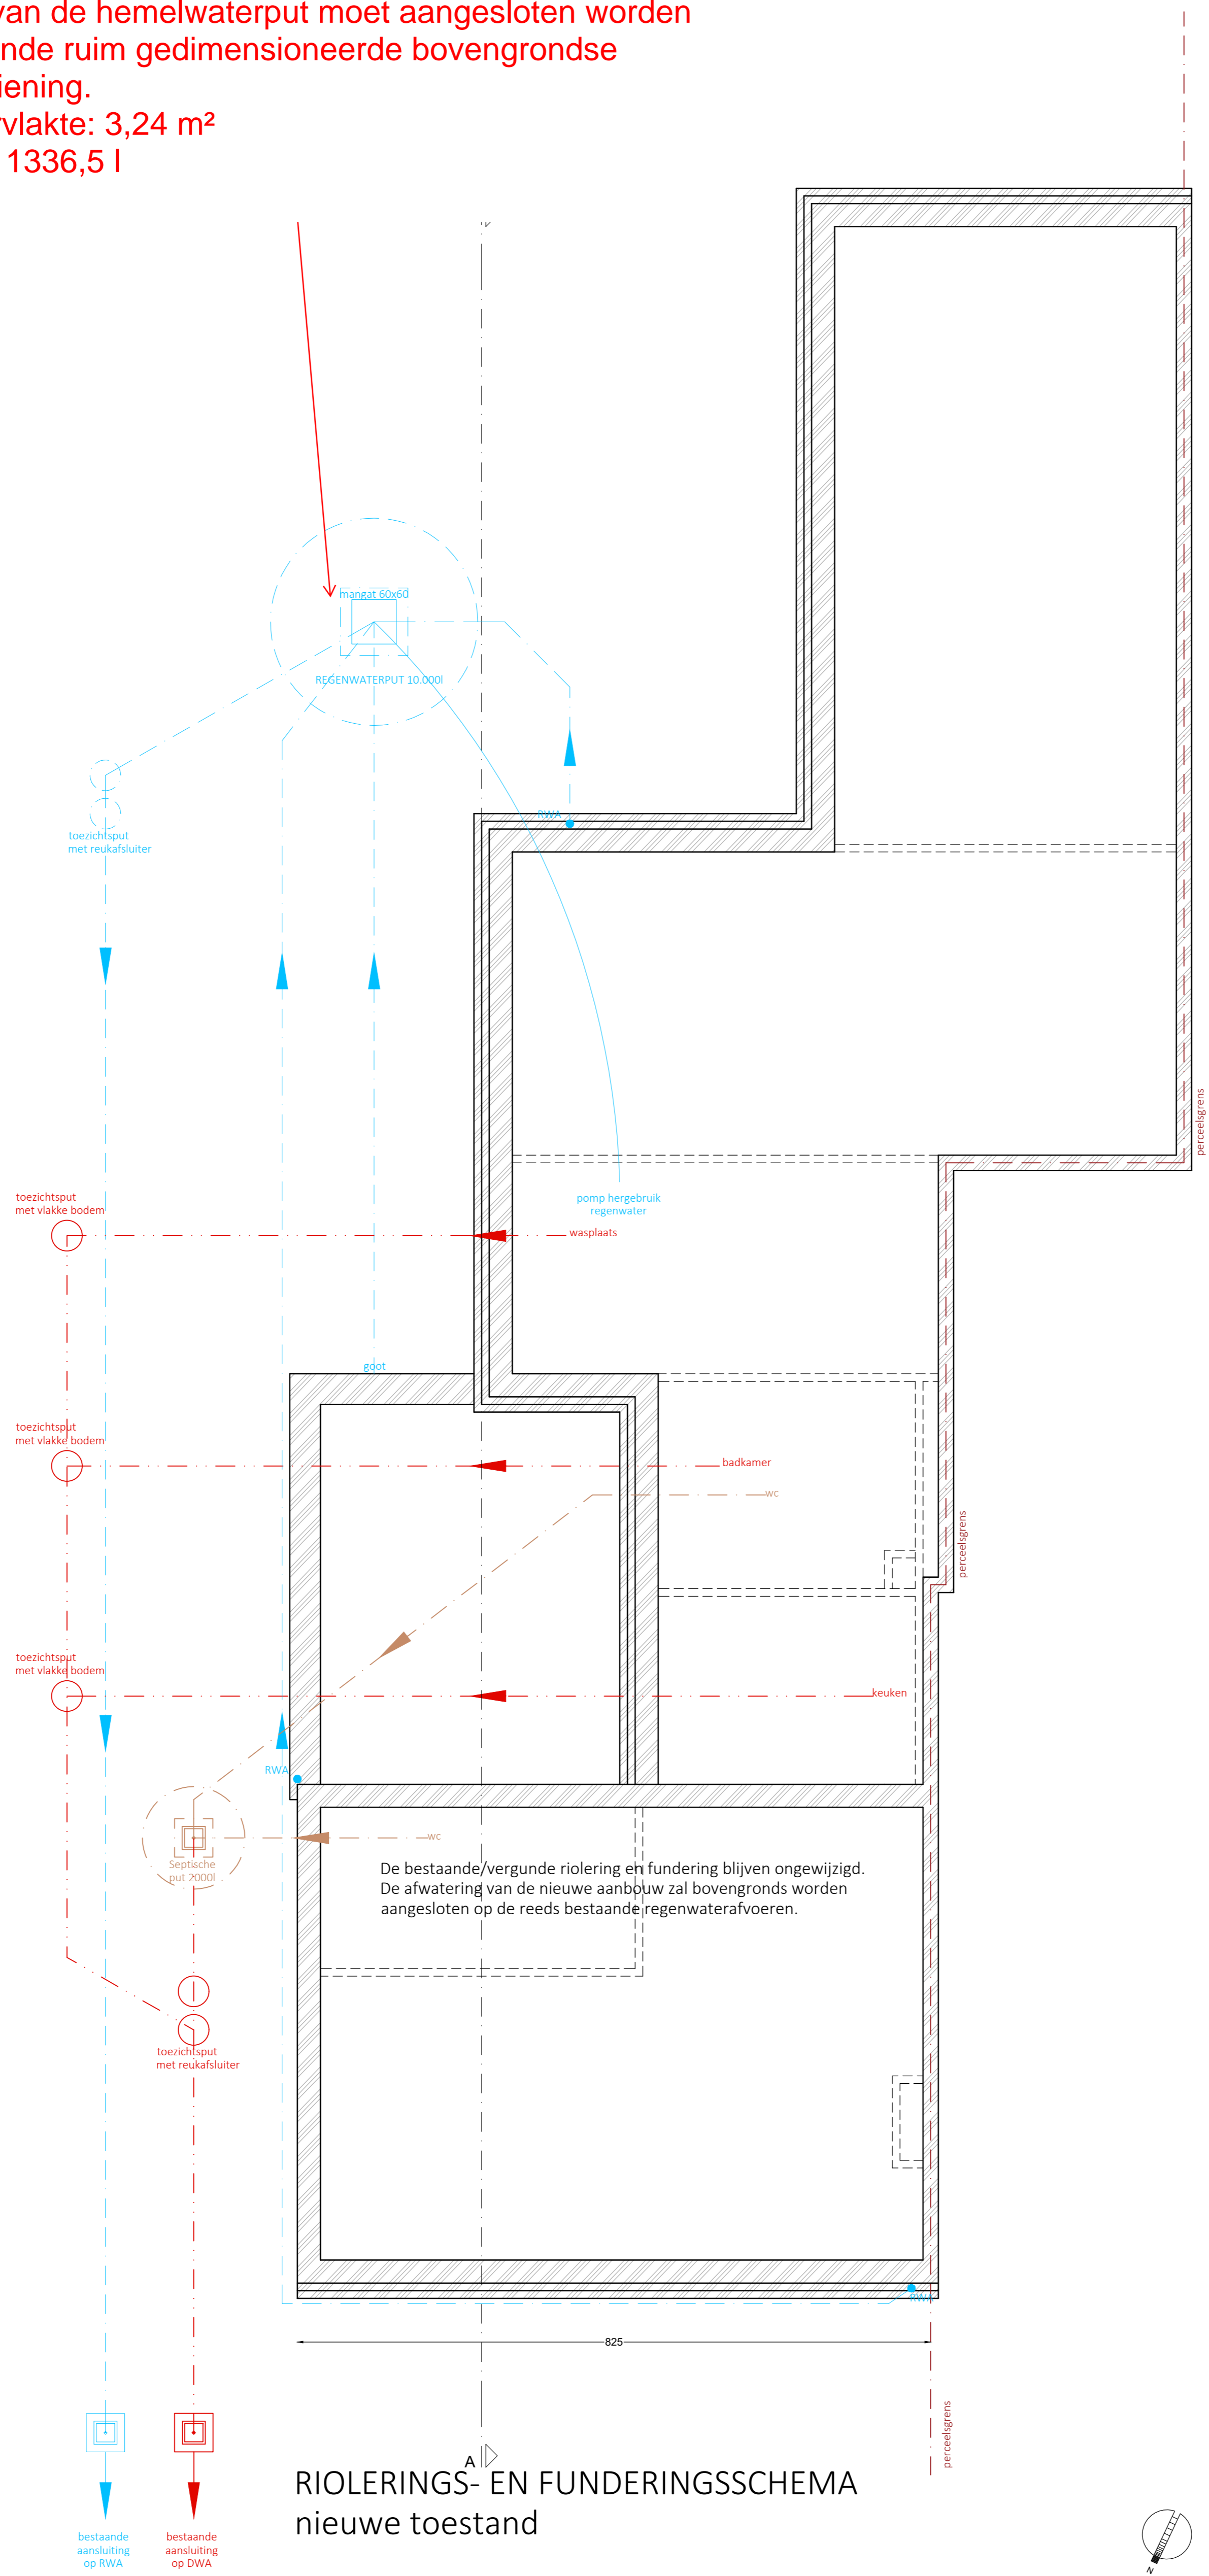 van de hemelwaterput moet aangesloten worden
nde ruim gedimensioneerde bovengrondse
iening.
vlakte: 3,24 m²
1336,5 l
mangat 60x60
REGENWATERPUT 10.000l
RWA
toezichtsput
met reukafsluiter
perceelsgrens
toezichtsput
met vlakke bodem
pomp hergebruik
regenwater
wasplaats
goot
toezichtsput
met vlakke bodem
badkamer
wc
perceelsgrens
toezichtsput
met vlakke bodem
keuken
RWA
wc
Septische
put 2000l
De bestaande/vergunde riolering en fundering blijven ongewijzigd.
De afwatering van de nieuwe aanbouw zal bovengronds worden
aangesloten op de reeds bestaande regenwaterafvoeren.
toezichtsput
met reukafsluiter
RWA
825
perceelsgrens
A
RIOLERINGS- EN FUNDERINGSSCHEMA
nieuwe toestand
bestaande
aansluiting
op RWA
bestaande
aansluiting
op DWA
N